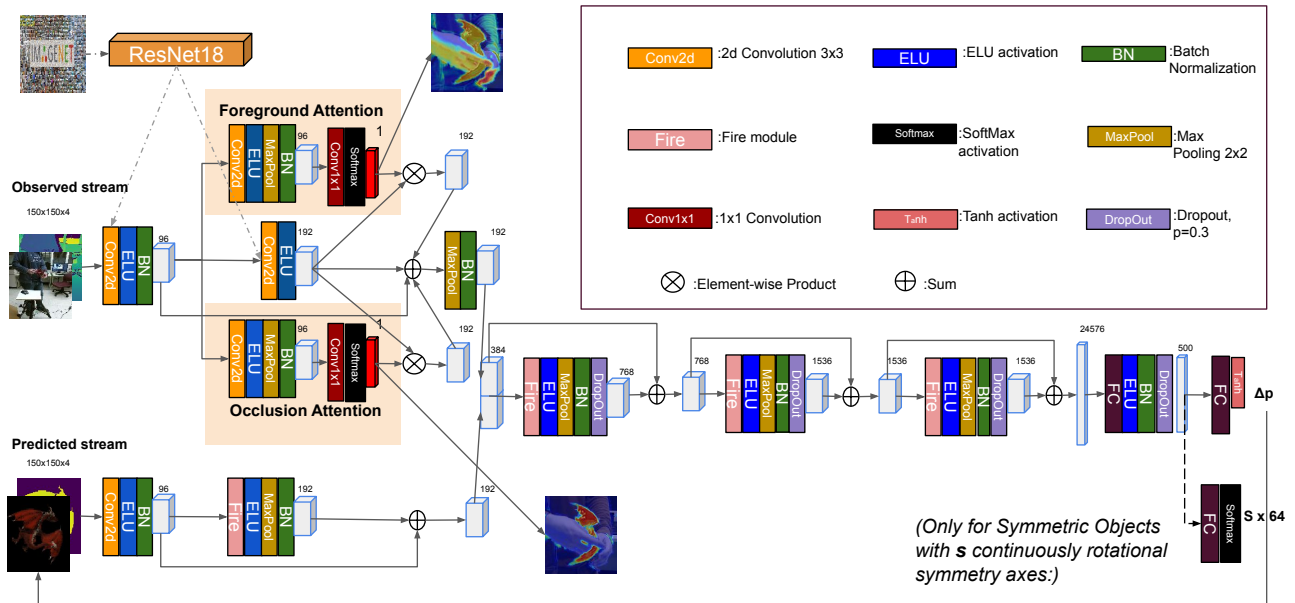 IMAGENET
ResNet18
Foreground Attention
Conv2d
ELU
MaxPool
BN
96
Conv1x1
Softmax
1
192
Observed stream
150x150x4
Conv2d
ELU
BN
96
Conv2d
ELU
192
MaxPool
BN
192
Conv2d
ELU
MaxPool
BN
96
Conv1x1
Softmax
1
192
Occlusion Attention
Predicted stream
150x150x4
Conv2d
ELU
BN
96
Fire
ELU
MaxPool
BN
192
192
384
Fire
ELU
MaxPool
BN
DropOut
768
768
Fire
ELU
MaxPool
BN
DropOut
1536
1536
Fire
ELU
MaxPool
BN
DropOut
1536
24576
FC
ELU
BN
DropOut
500
FC
Tanh
Δp
FC
Softmax
S x 64
(Only for Symmetric Objects
with s continuously rotational
symmetry axes:)
Conv2d :2d Convolution 3x3
ELU :ELU activation
BN :Batch
Normalization
Fire :Fire module
Softmax :SoftMax
activation
MaxPool :Max
Pooling 2x2
Conv1x1 :1x1 Convolution
Tanh :Tanh activation
DropOut :Dropout,
p=0.3
:Element-wise Product
:Sum